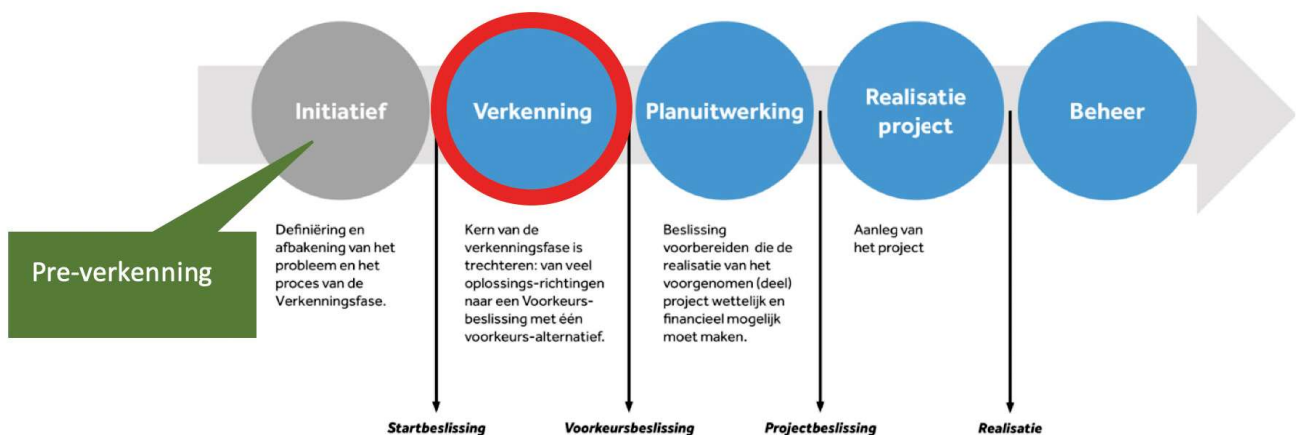 Initiatief
Verkenning
Planuitwerking
Realisatie
project
Beheer
Pre-verkenning
Definiëring en
afbakening van het
probleem en het
proces van de
Verkenningsfase.
Kern van de
verkenningsfase is
trechteren: van veel
oplossings-richtingen
naar een Voorkeurs-
beslissing met één
voorkeurs-alternatief.
Beslissing
voorbereiden die de
realisatie van het
voorgenomen (deel)
project wettelijk en
financieel mogelijk
moet maken.
Aanleg van
het project
Startbeslissing
Voorkeursbeslissing
Projectbeslissing
Realisatie